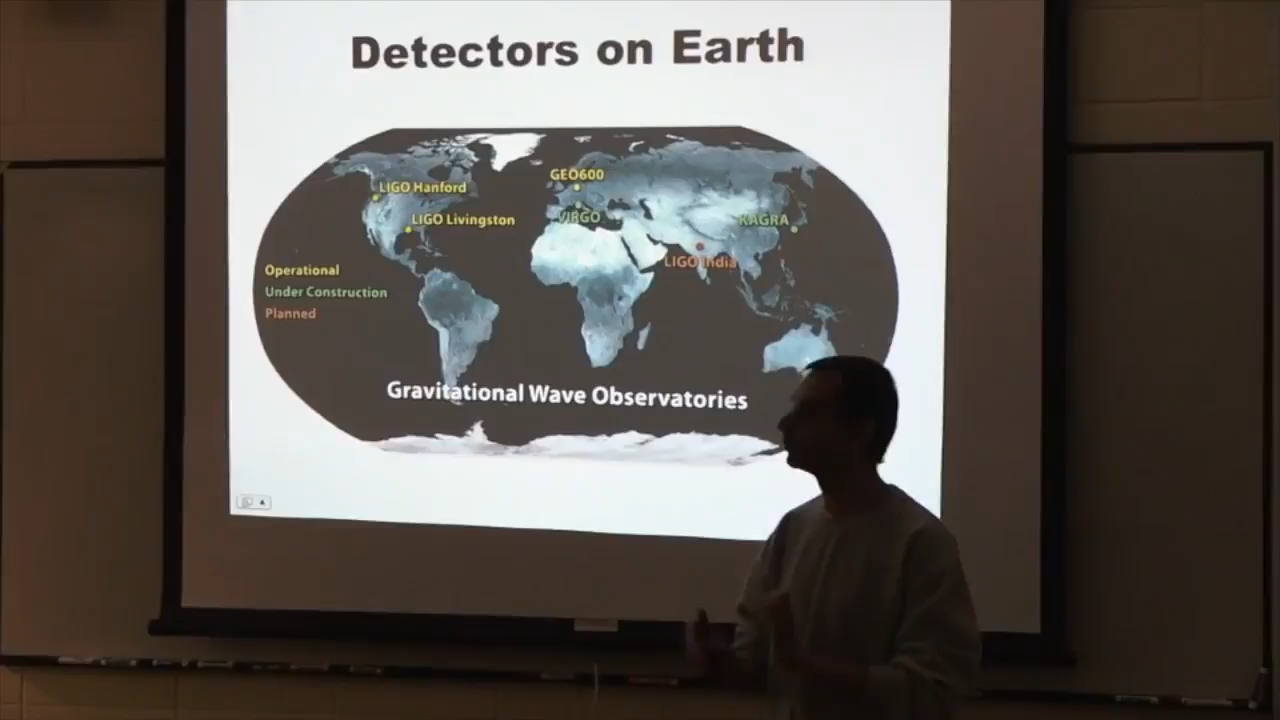 Detectors on Earth
GEO600
LIGO Hanford
VIRGO
LIGO Livingston
KAGRA
LIGO India
Operational
Under Construction
Planned
Gravitational Wave Observatories